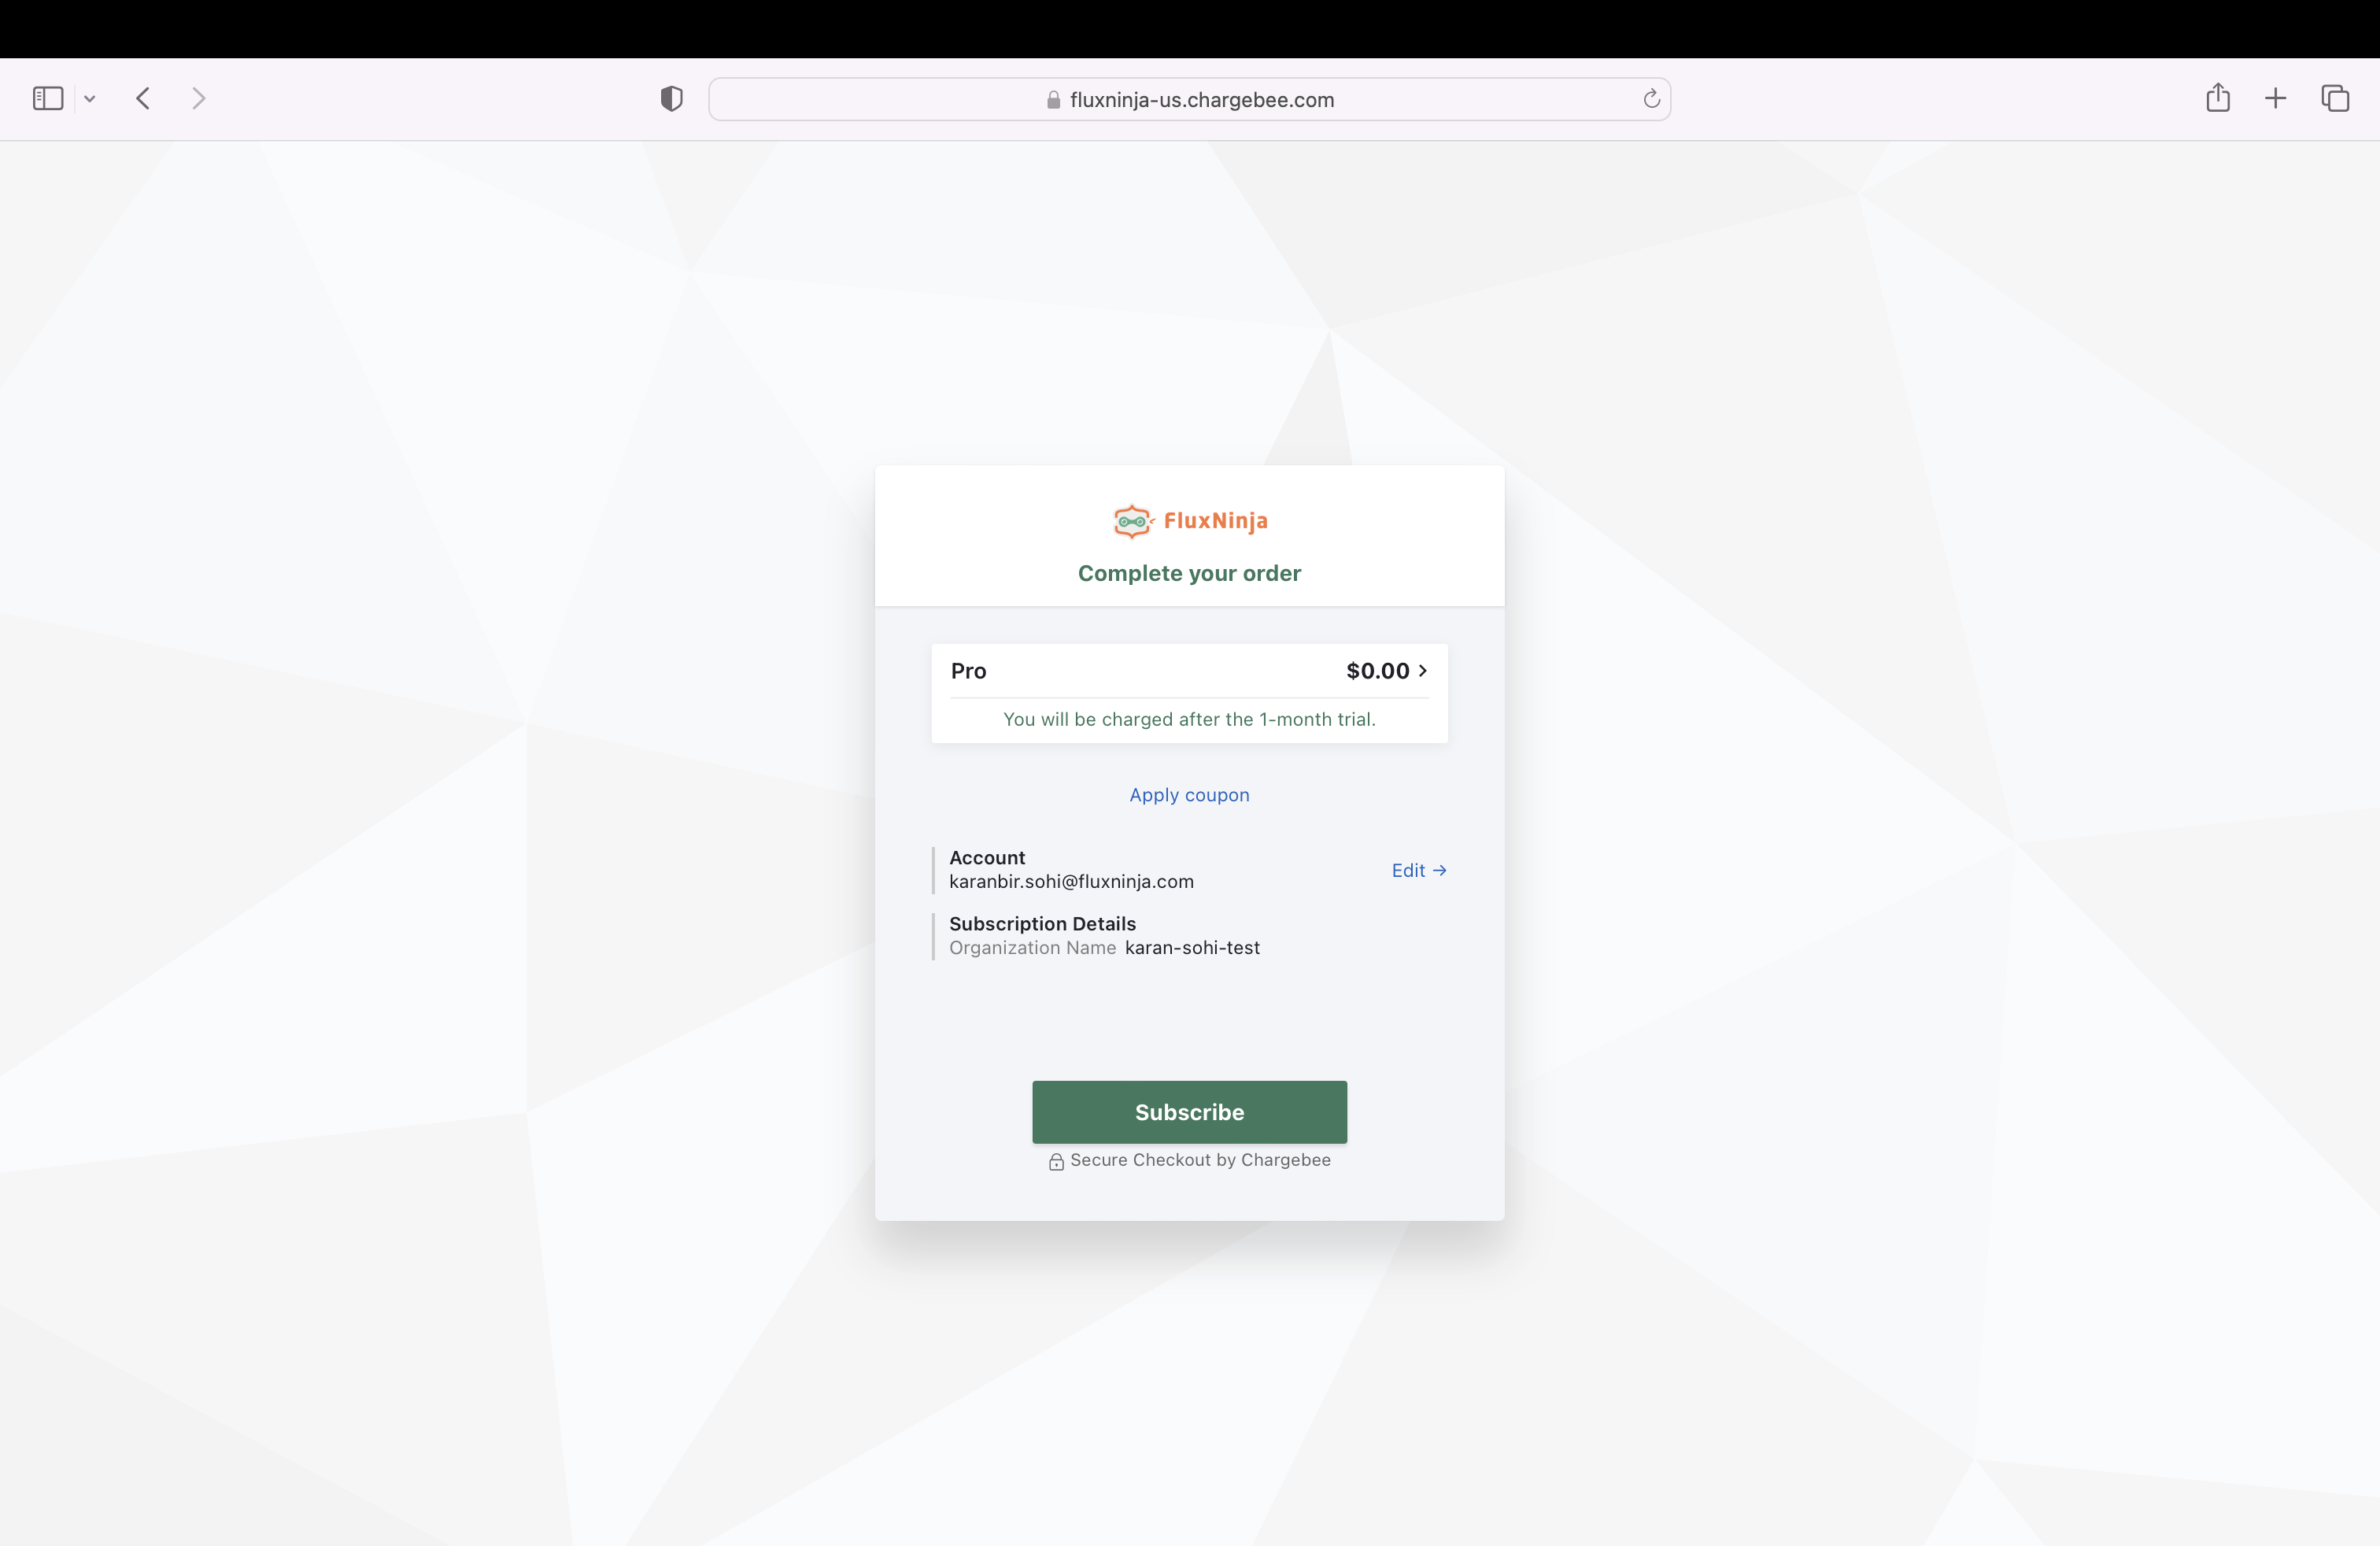 fluxninja-us.chargebee.com
FluxNinja
Complete your order
Pro $0.00
You will be charged after the 1-month trial.
Apply coupon
Account
karanbir.sohi@fluxninja.com
Edit →
Subscription Details
Organization Name karan-sohi-test
Subscribe
Secure Checkout by Chargebee